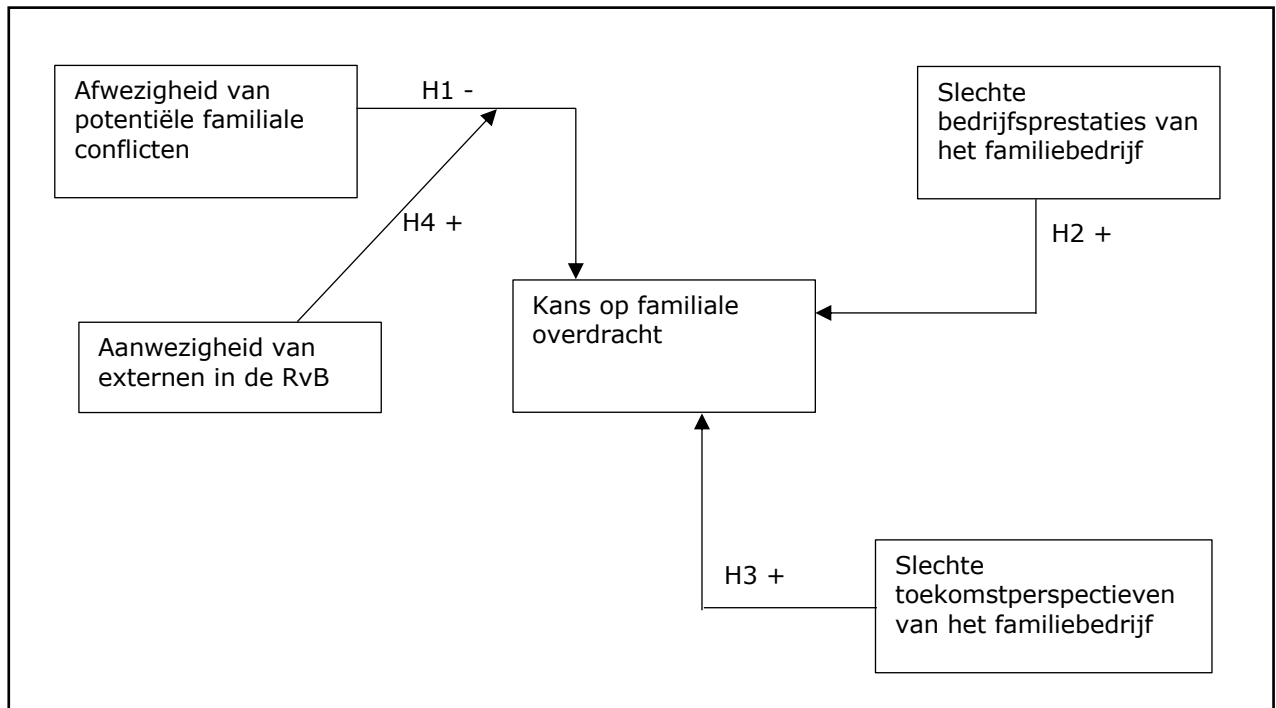 Afwezigheid van
potentiële familiale
conflicten
H1 -
Slechte
bedrijfsprestaties van
het familiebedrijf
H4 +
H2 +
Aanwezigheid van
externen in de RvB
Kans op familiale
overdracht
H3 +
Slechte
toekomstperspectieven
van het familiebedrijf